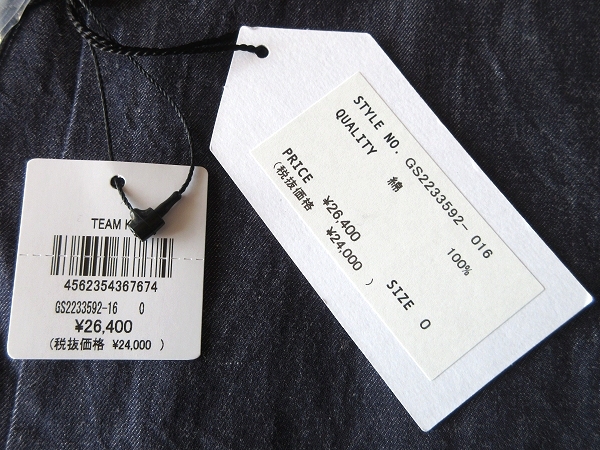 TEAM K
4562354367674
GS2233592-16 0
¥26,400
(税抜価格 ¥24,000 )
STYLE NO. GS2233592- 016
QUALITY 綿 100%
PRICE ¥26,400
(税抜価格 ¥24,000 )
SIZE 0